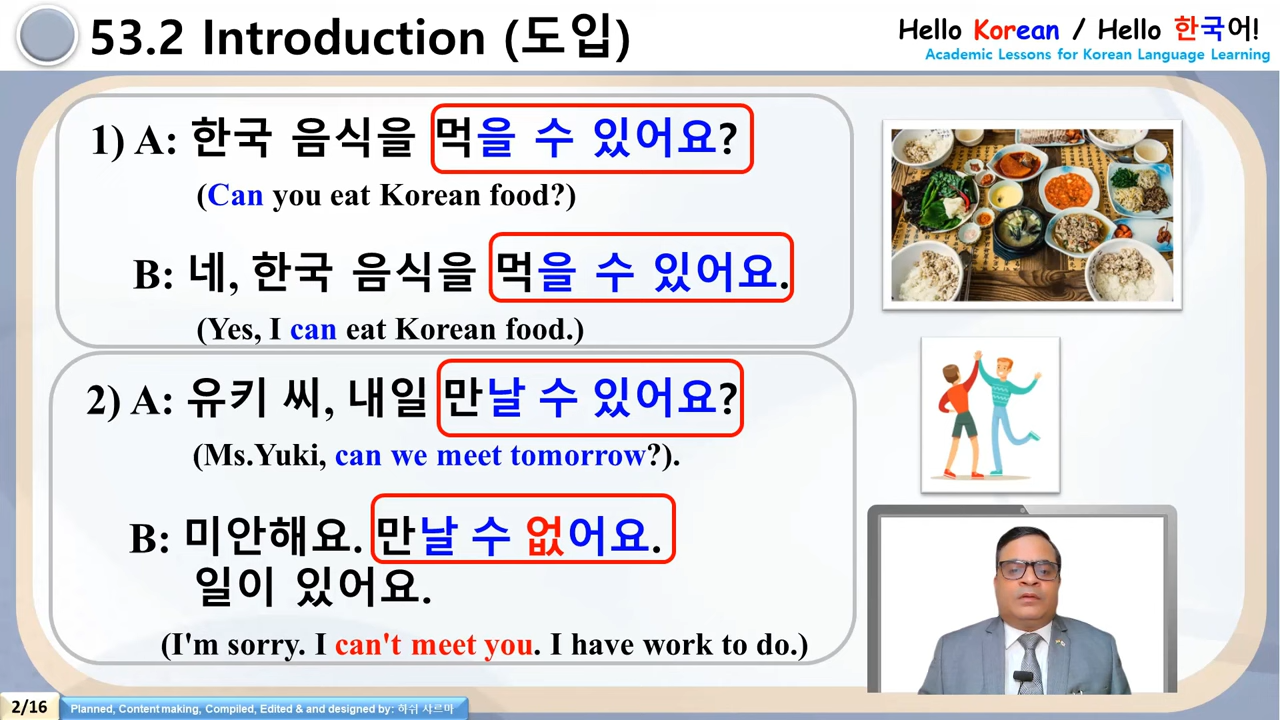 53.2 Introduction (도입)
Hello Korean / Hello 한국어!
Academic Lessons for Korean Language Learning
1) A: 한국 음식을 먹을 수 있어요?
(Can you eat Korean food?)
B: 네, 한국 음식을 먹을 수 있어요.
(Yes, I can eat Korean food.)
2) A: 유키 씨, 내일 만날 수 있어요?
(Ms.Yuki, can we meet tomorrow?).
B: 미안해요. 만날 수 없어요.
일이 있어요.
(I'm sorry. I can't meet you. I have work to do.)
2/16
Planned, Content making, Compiled, Edited & and designed by: 하쉬 샤르마